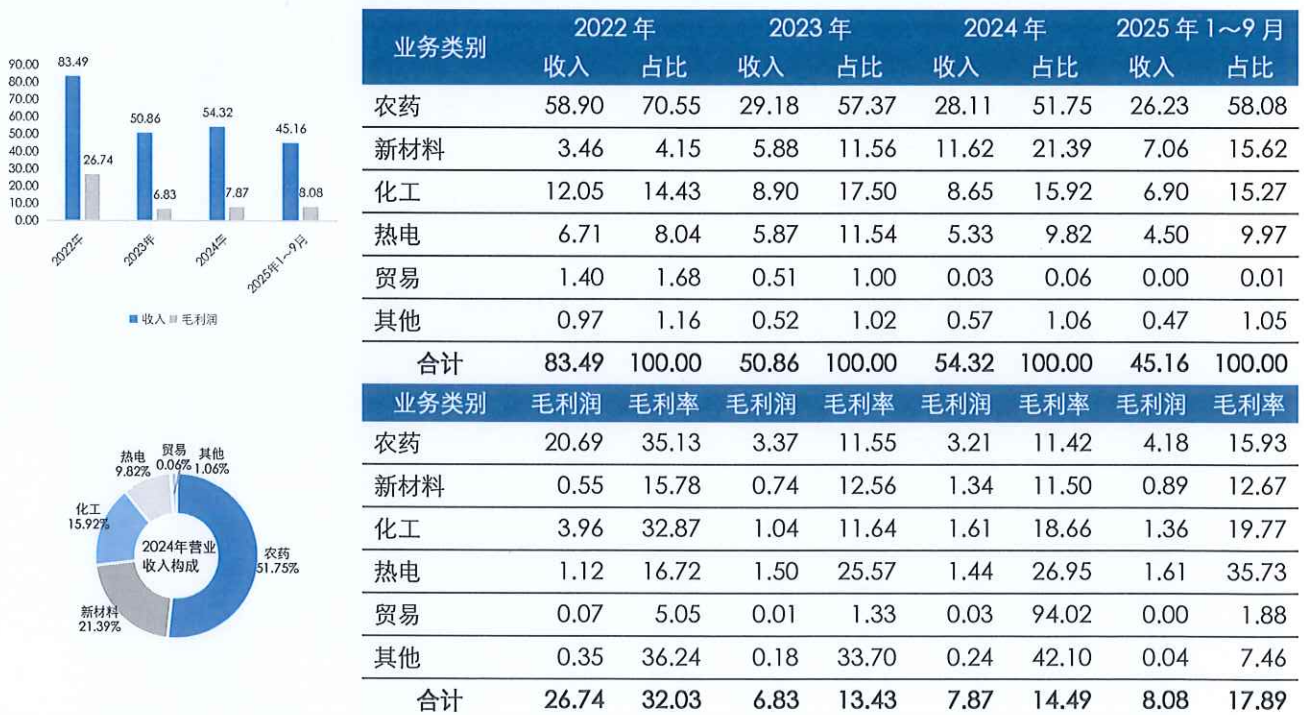 90.00
80.00
70.00
60.00
50.00
40.00
30.00
20.00
10.00
0.00
83.49
26.74
50.86
6.83
54.32
7.87
45.16
8.08
2022年
2023年
2024年
2025年1~9月
收入 毛利润
热电 9.82%
贸易 0.06%
其他 1.06%
化工 15.92%
2024年营业
收入构成
农药 51.75%
新材料 21.39%
业务类别 2022年 2023年 2024年 2025年1～9月
收入 占比 收入 占比 收入 占比 收入 占比
农药 58.90 70.55 29.18 57.37 28.11 51.75 26.23 58.08
新材料 3.46 4.15 5.88 11.56 11.62 21.39 7.06 15.62
化工 12.05 14.43 8.90 17.50 8.65 15.92 6.90 15.27
热电 6.71 8.04 5.87 11.54 5.33 9.82 4.50 9.97
贸易 1.40 1.68 0.51 1.00 0.03 0.06 0.00 0.01
其他 0.97 1.16 0.52 1.02 0.57 1.06 0.47 1.05
合计 83.49 100.00 50.86 100.00 54.32 100.00 45.16 100.00
业务类别 毛利润 毛利率 毛利润 毛利率 毛利润 毛利率 毛利润 毛利率
农药 20.69 35.13 3.37 11.55 3.21 11.42 4.18 15.93
新材料 0.55 15.78 0.74 12.56 1.34 11.50 0.89 12.67
化工 3.96 32.87 1.04 11.64 1.61 18.66 1.36 19.77
热电 1.12 16.72 1.50 25.57 1.44 26.95 1.61 35.73
贸易 0.07 5.05 0.01 1.33 0.03 94.02 0.00 1.88
其他 0.35 36.24 0.18 33.70 0.24 42.10 0.04 7.46
合计 26.74 32.03 6.83 13.43 7.87 14.49 8.08 17.89